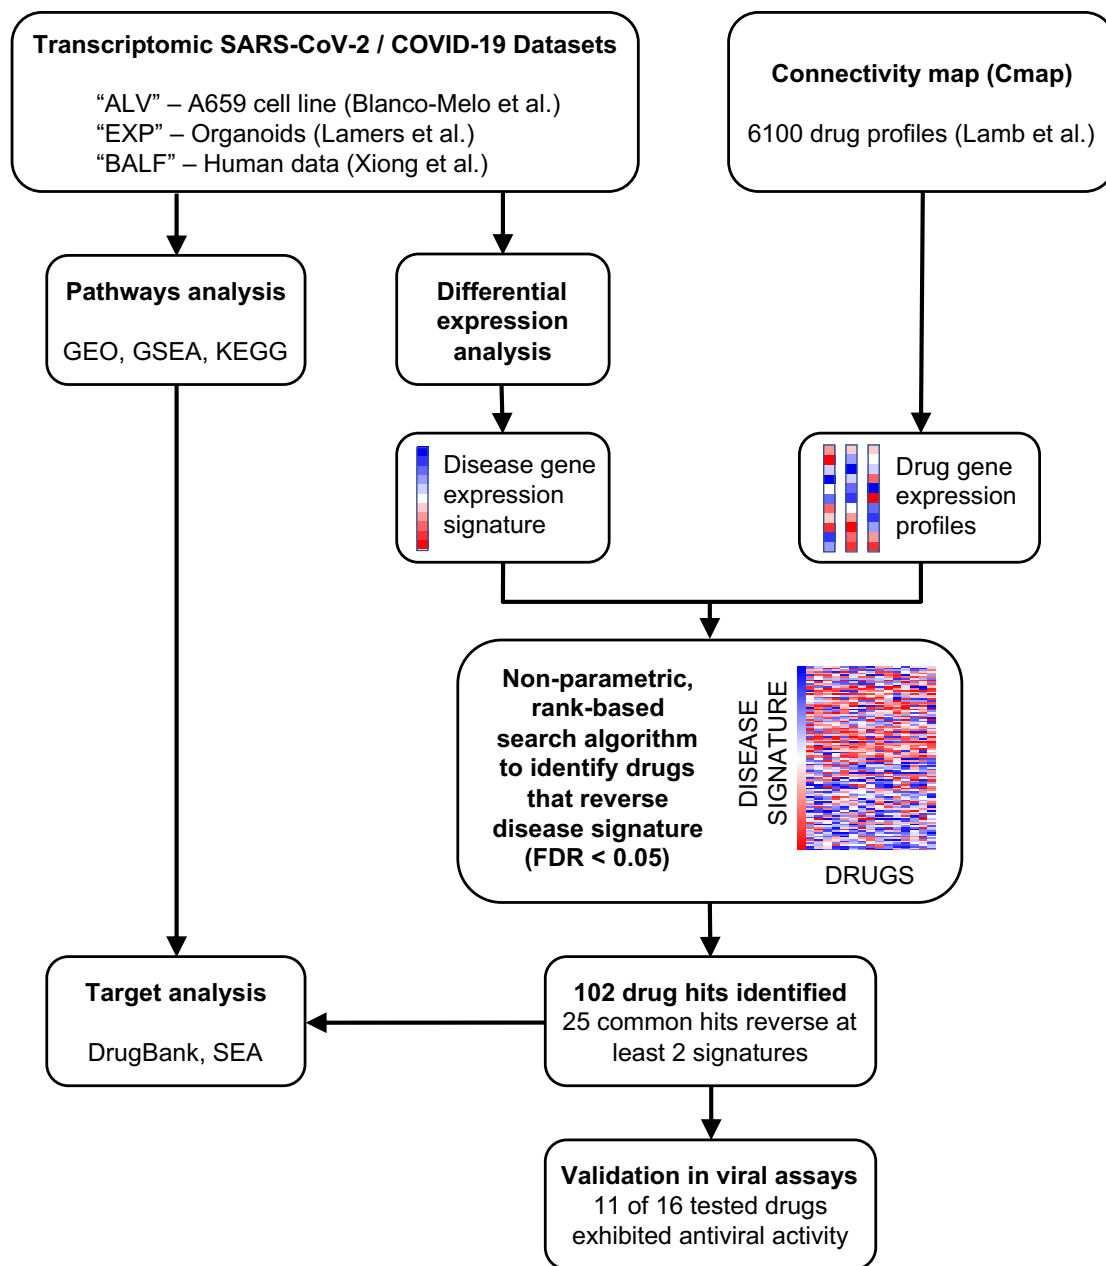 Transcriptomic SARS-CoV-2 / COVID-19 Datasets
“ALV” – A659 cell line (Blanco-Melo et al.)
“EXP” – Organoids (Lamers et al.)
“BALF” – Human data (Xiong et al.)
Connectivity map (Cmap)
6100 drug profiles (Lamb et al.)
Pathways analysis
GEO, GSEA, KEGG
Differential
expression
analysis
Disease gene
expression
signature
Drug gene
expression
profiles
Non-parametric,
rank-based
search algorithm
to identify drugs
that reverse
disease signature
(FDR < 0.05)
DISEASE
SIGNATURE
DRUGS
Target analysis
DrugBank, SEA
102 drug hits identified
25 common hits reverse at
least 2 signatures
Validation in viral assays
11 of 16 tested drugs
exhibited antiviral activity